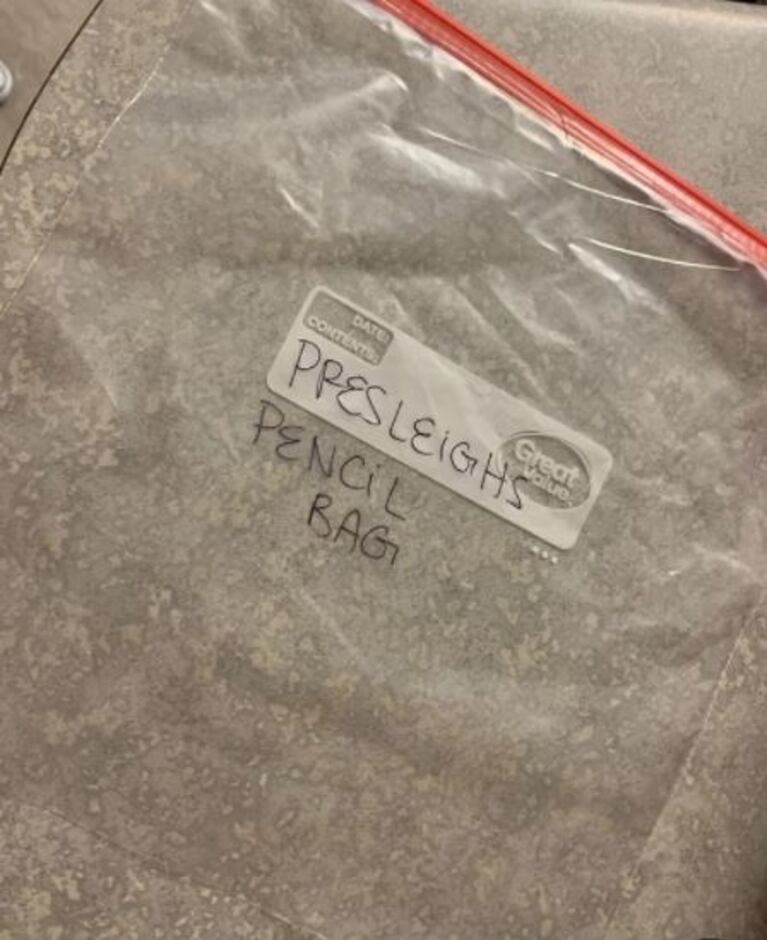 DATE:
CONTENTS:
PRESLEIGHS
Great
Value.
PENCiL
BAG